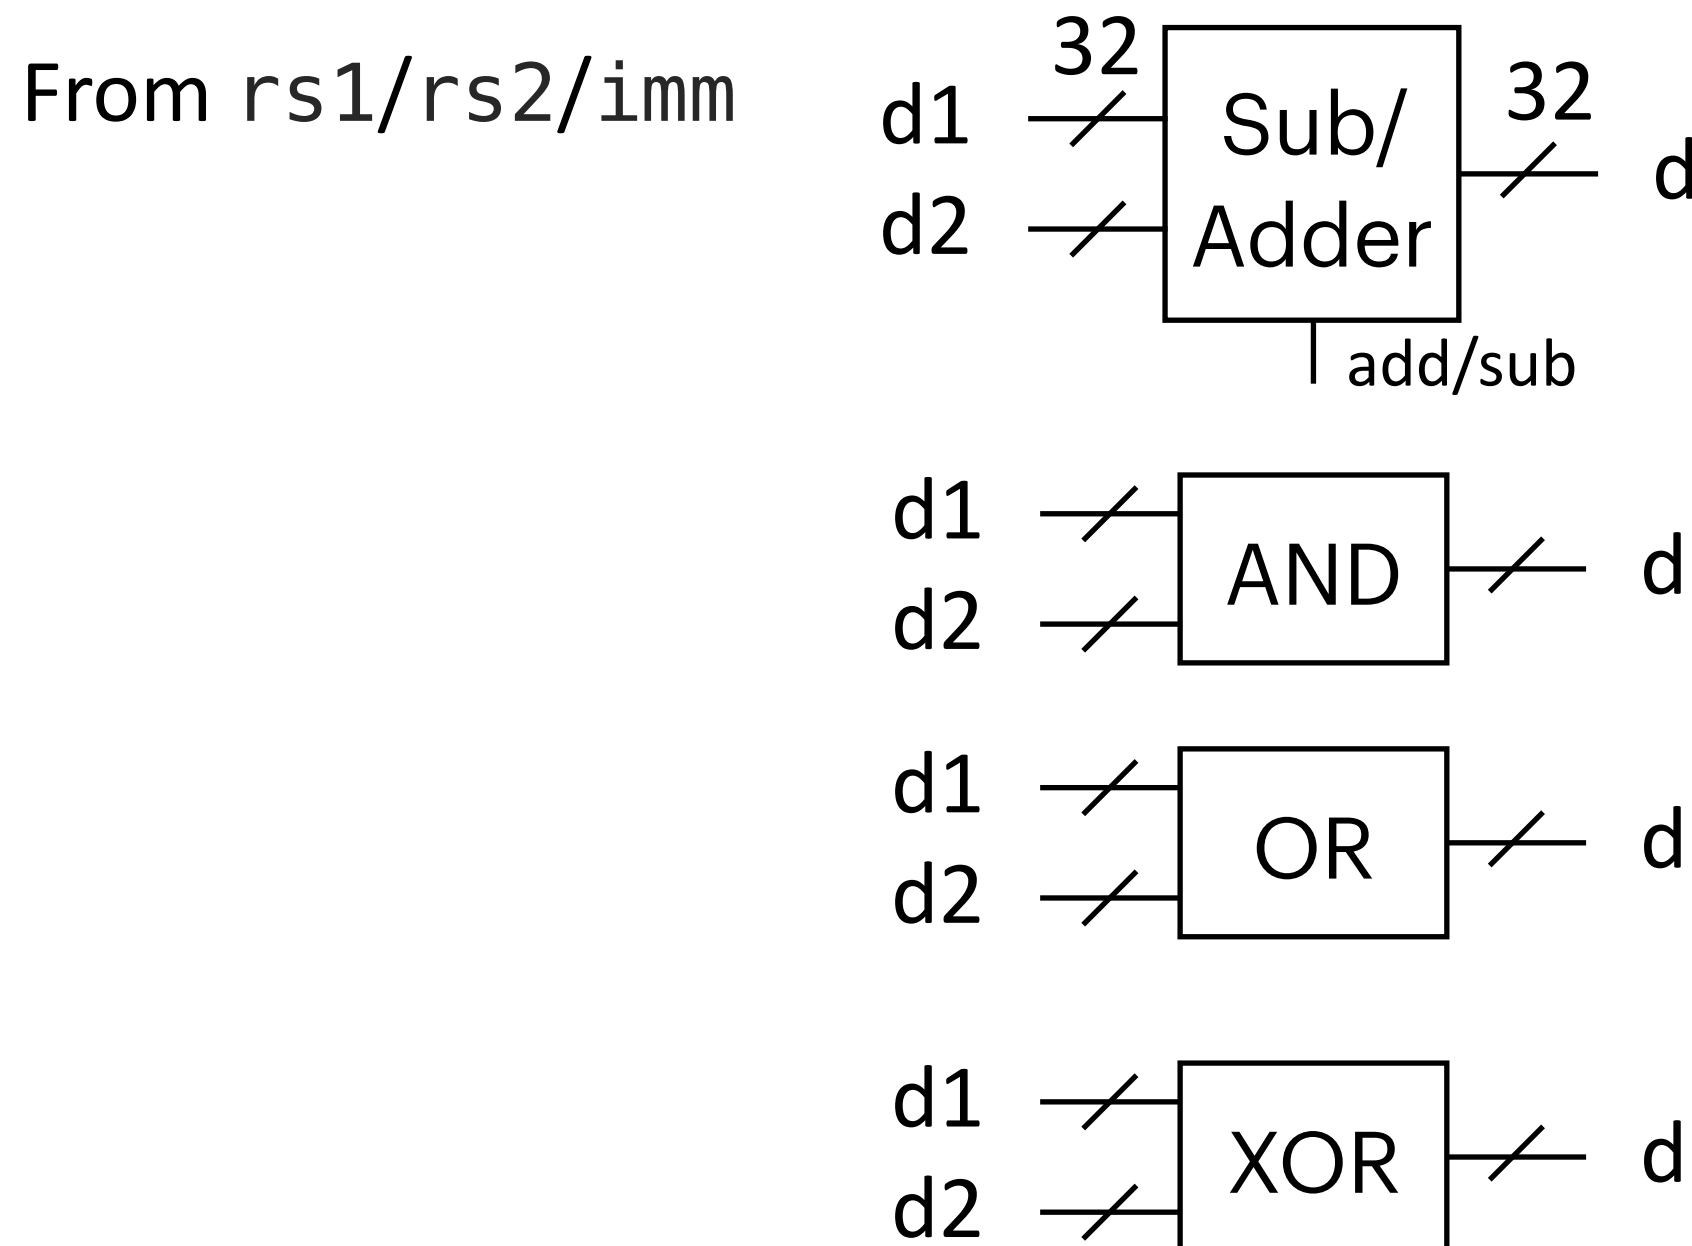 From rs1/rs2/imm
32
32
d1
d2
Sub/
Adder
d
add/sub
d1
d2
AND
d
d1
d2
OR
d
d1
d2
XOR
d